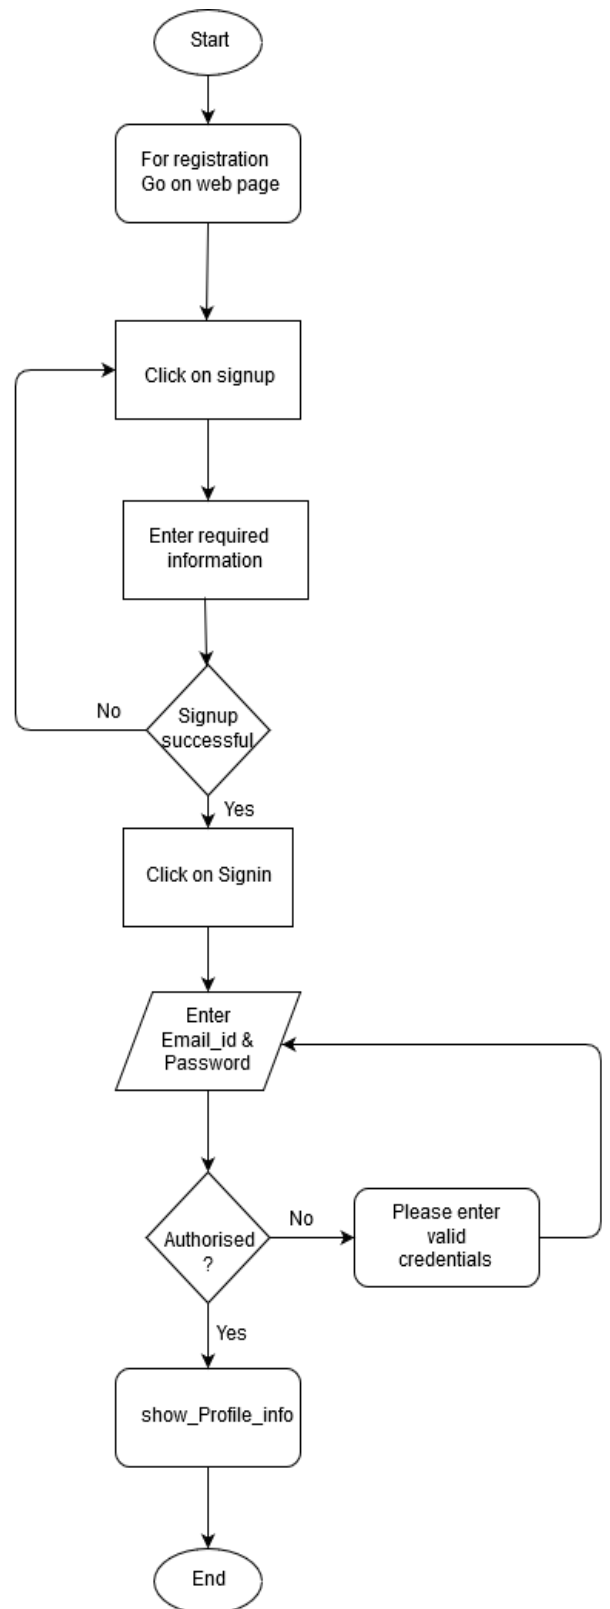 Start
For registration
Go on web page
Click on signup
Enter required
information
No
Signup
successful
Yes
Click on Signin
Enter
Email_id &
Password
Authorised
?
No
Please enter
valid
credentials
Yes
show_Profile_info
End